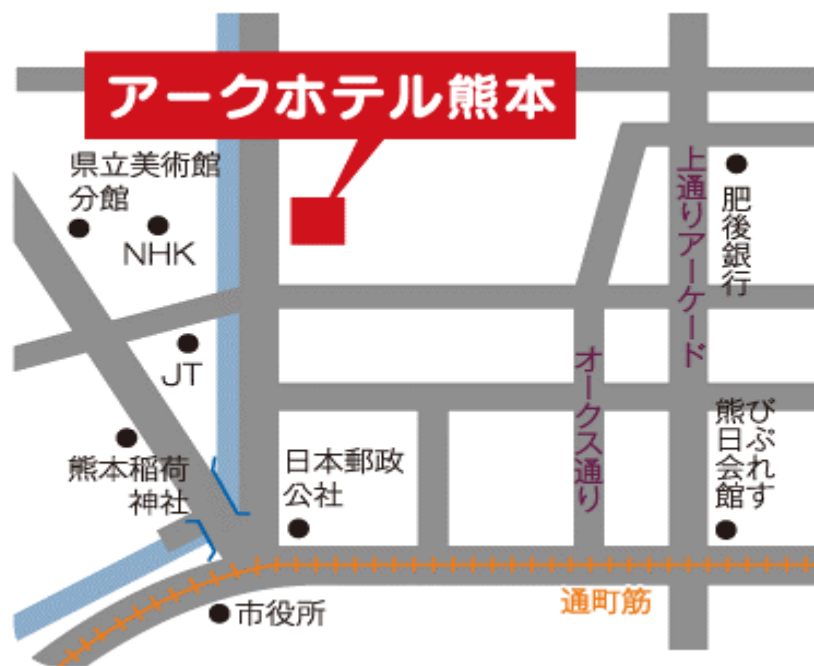 アークホテル熊本
県立美術館
分館
NHK
JT
熊本稲荷
神社
日本郵政
公社
市役所
通町筋
オークス通り
上通りアーケード
肥後銀行
びぷれす
熊日会館